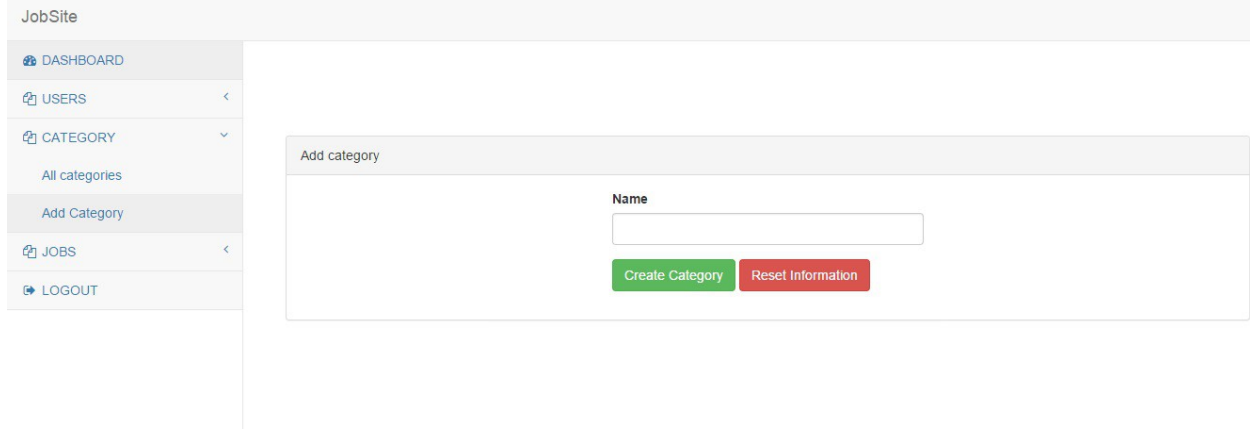 JobSite
DASHBOARD
USERS
CATEGORY
All categories
Add Category
JOBS
LOGOUT
Add category
Name
Create Category Reset Information